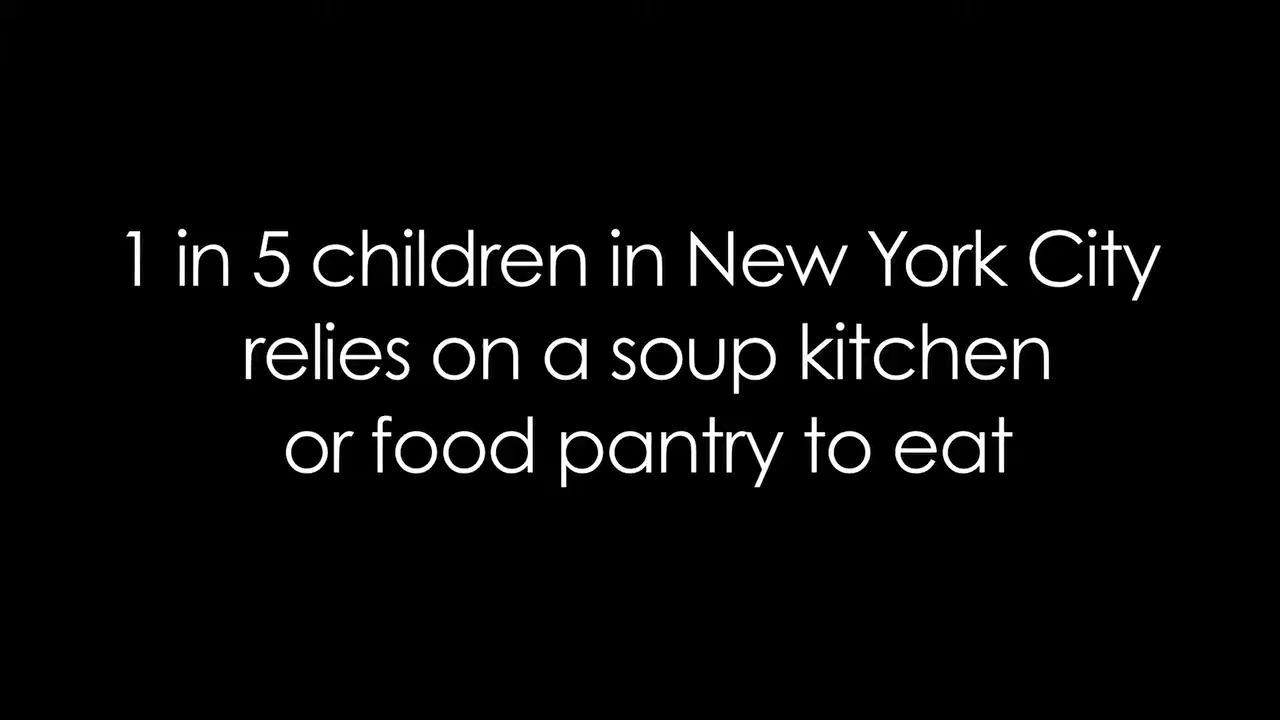 1 in 5 children in New York City
relies on a soup kitchen
or food pantry to eat